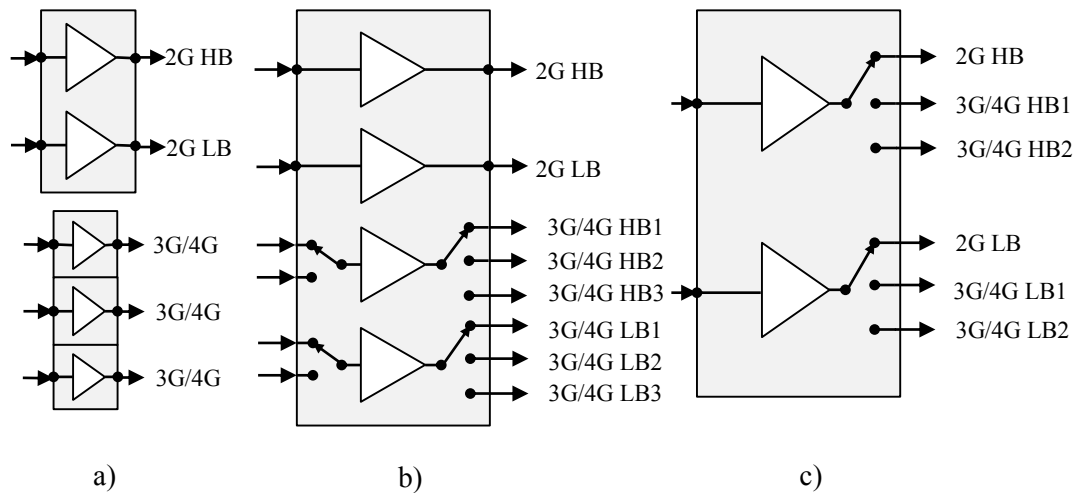 2G HB
2G LB
3G/4G
3G/4G
3G/4G
a)
2G HB
2G LB
3G/4G HB1
3G/4G HB2
3G/4G HB3
3G/4G LB1
3G/4G LB2
3G/4G LB3
b)
2G HB
3G/4G HB1
3G/4G HB2
2G LB
3G/4G LB1
3G/4G LB2
c)